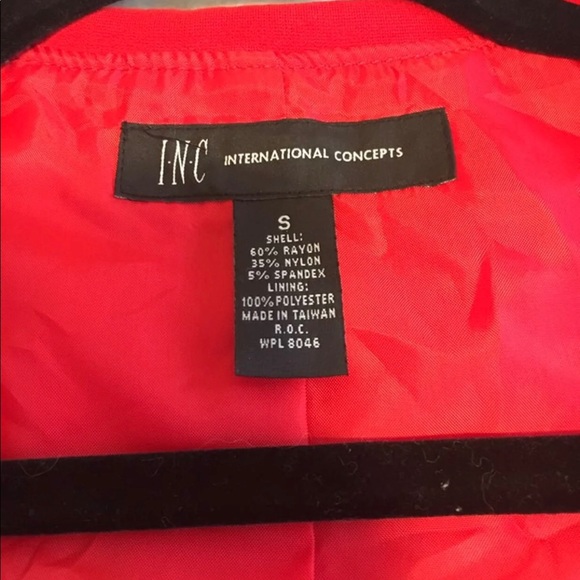 I·N·C INTERNATIONAL CONCEPTS
S
SHELL:
60% RAYON
35% NYLON
5% SPANDEX
LINING:
100% POLYESTER
MADE IN TAIWAN
R.O.C.
WPL 8046